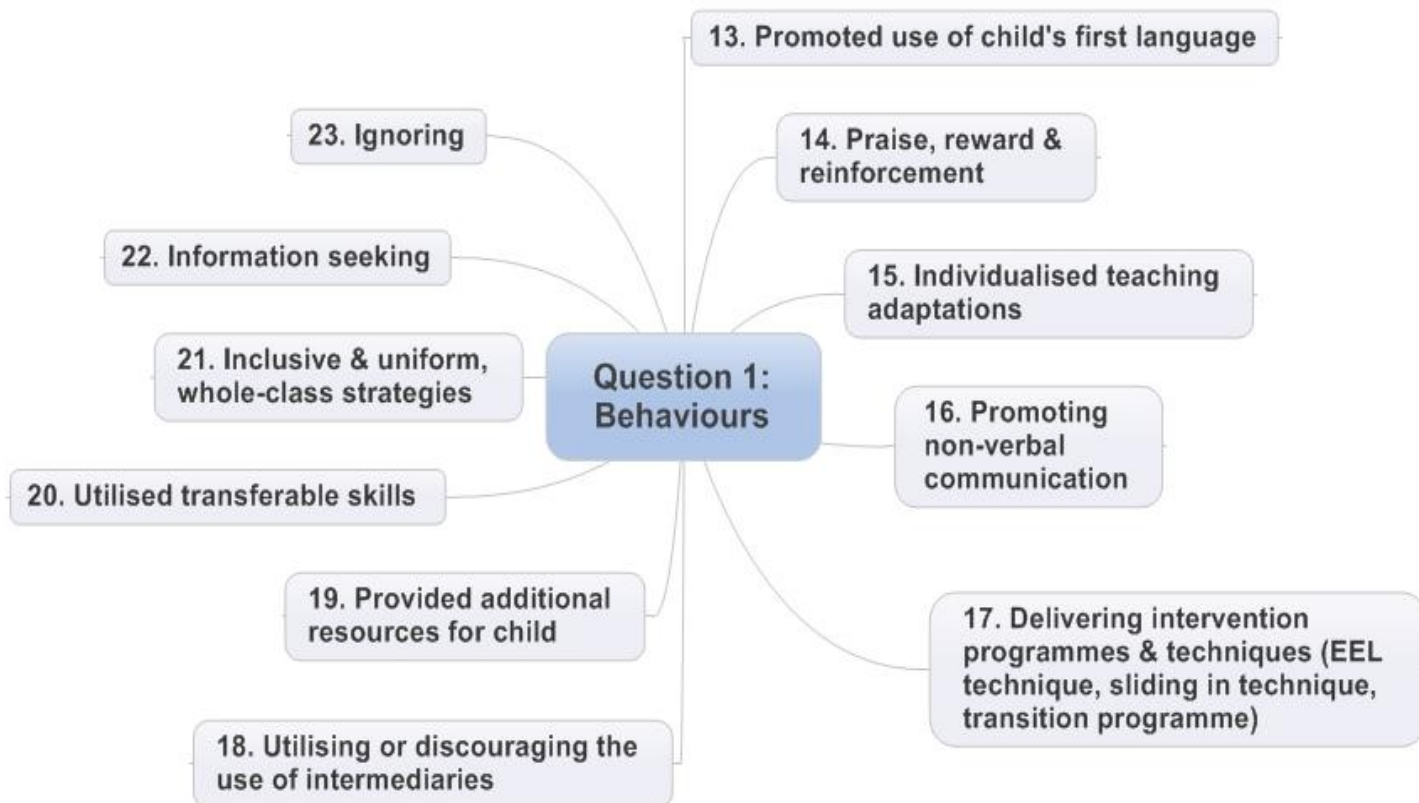 Question 1:
Behaviours
13. Promoted use of child's first language
14. Praise, reward &
reinforcement
15. Individualised teaching
adaptations
16. Promoting
non-verbal
communication
17. Delivering intervention
programmes & techniques (EEL
technique, sliding in technique,
transition programme)
18. Utilising or discouraging the
use of intermediaries
19. Provided additional
resources for child
20. Utilised transferable skills
21. Inclusive & uniform,
whole-class strategies
22. Information seeking
23. Ignoring